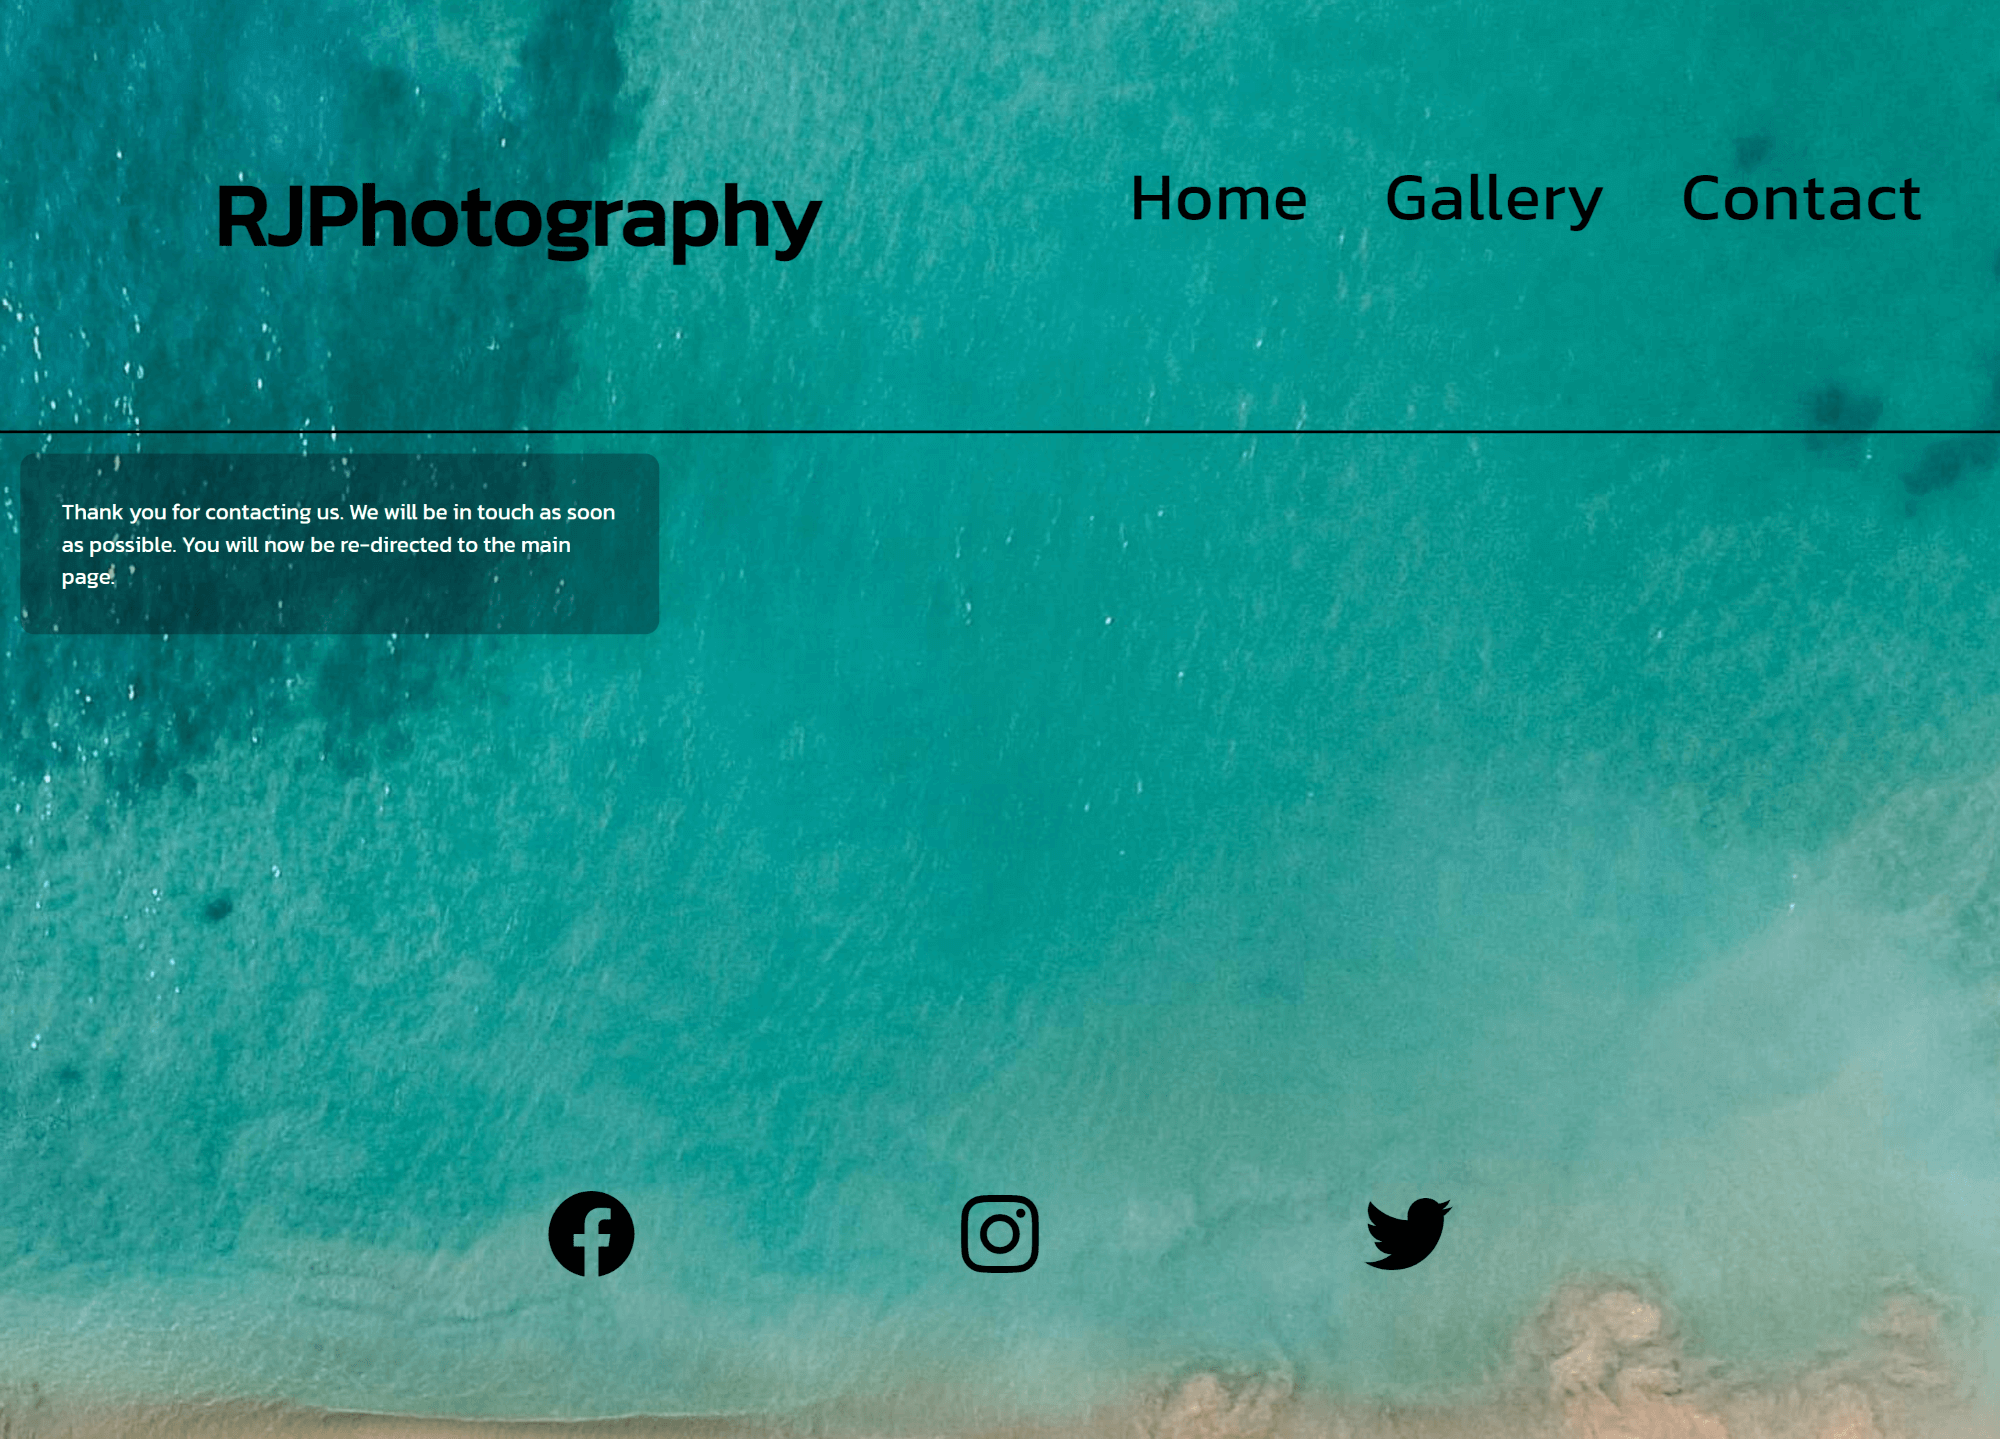 RJPhotography
Home Gallery Contact
Thank you for contacting us. We will be in touch as soon
as possible. You will now be re-directed to the main
page.